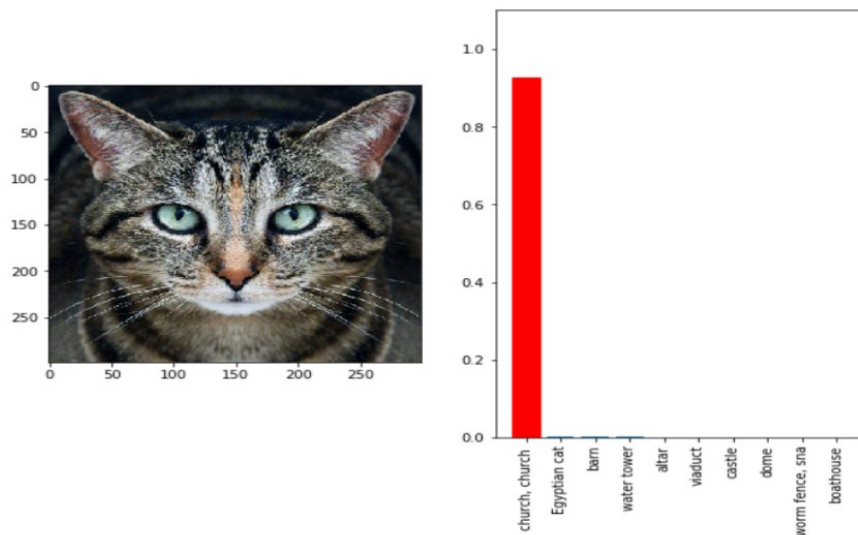 0
50
100
150
200
250
0 50 100 150 200 250
1.0
0.8
0.6
0.4
0.2
0.0
church, church
Egyptian cat
barn
water tower
altar
viaduct
castle
dome
worm fence, sna
boathouse